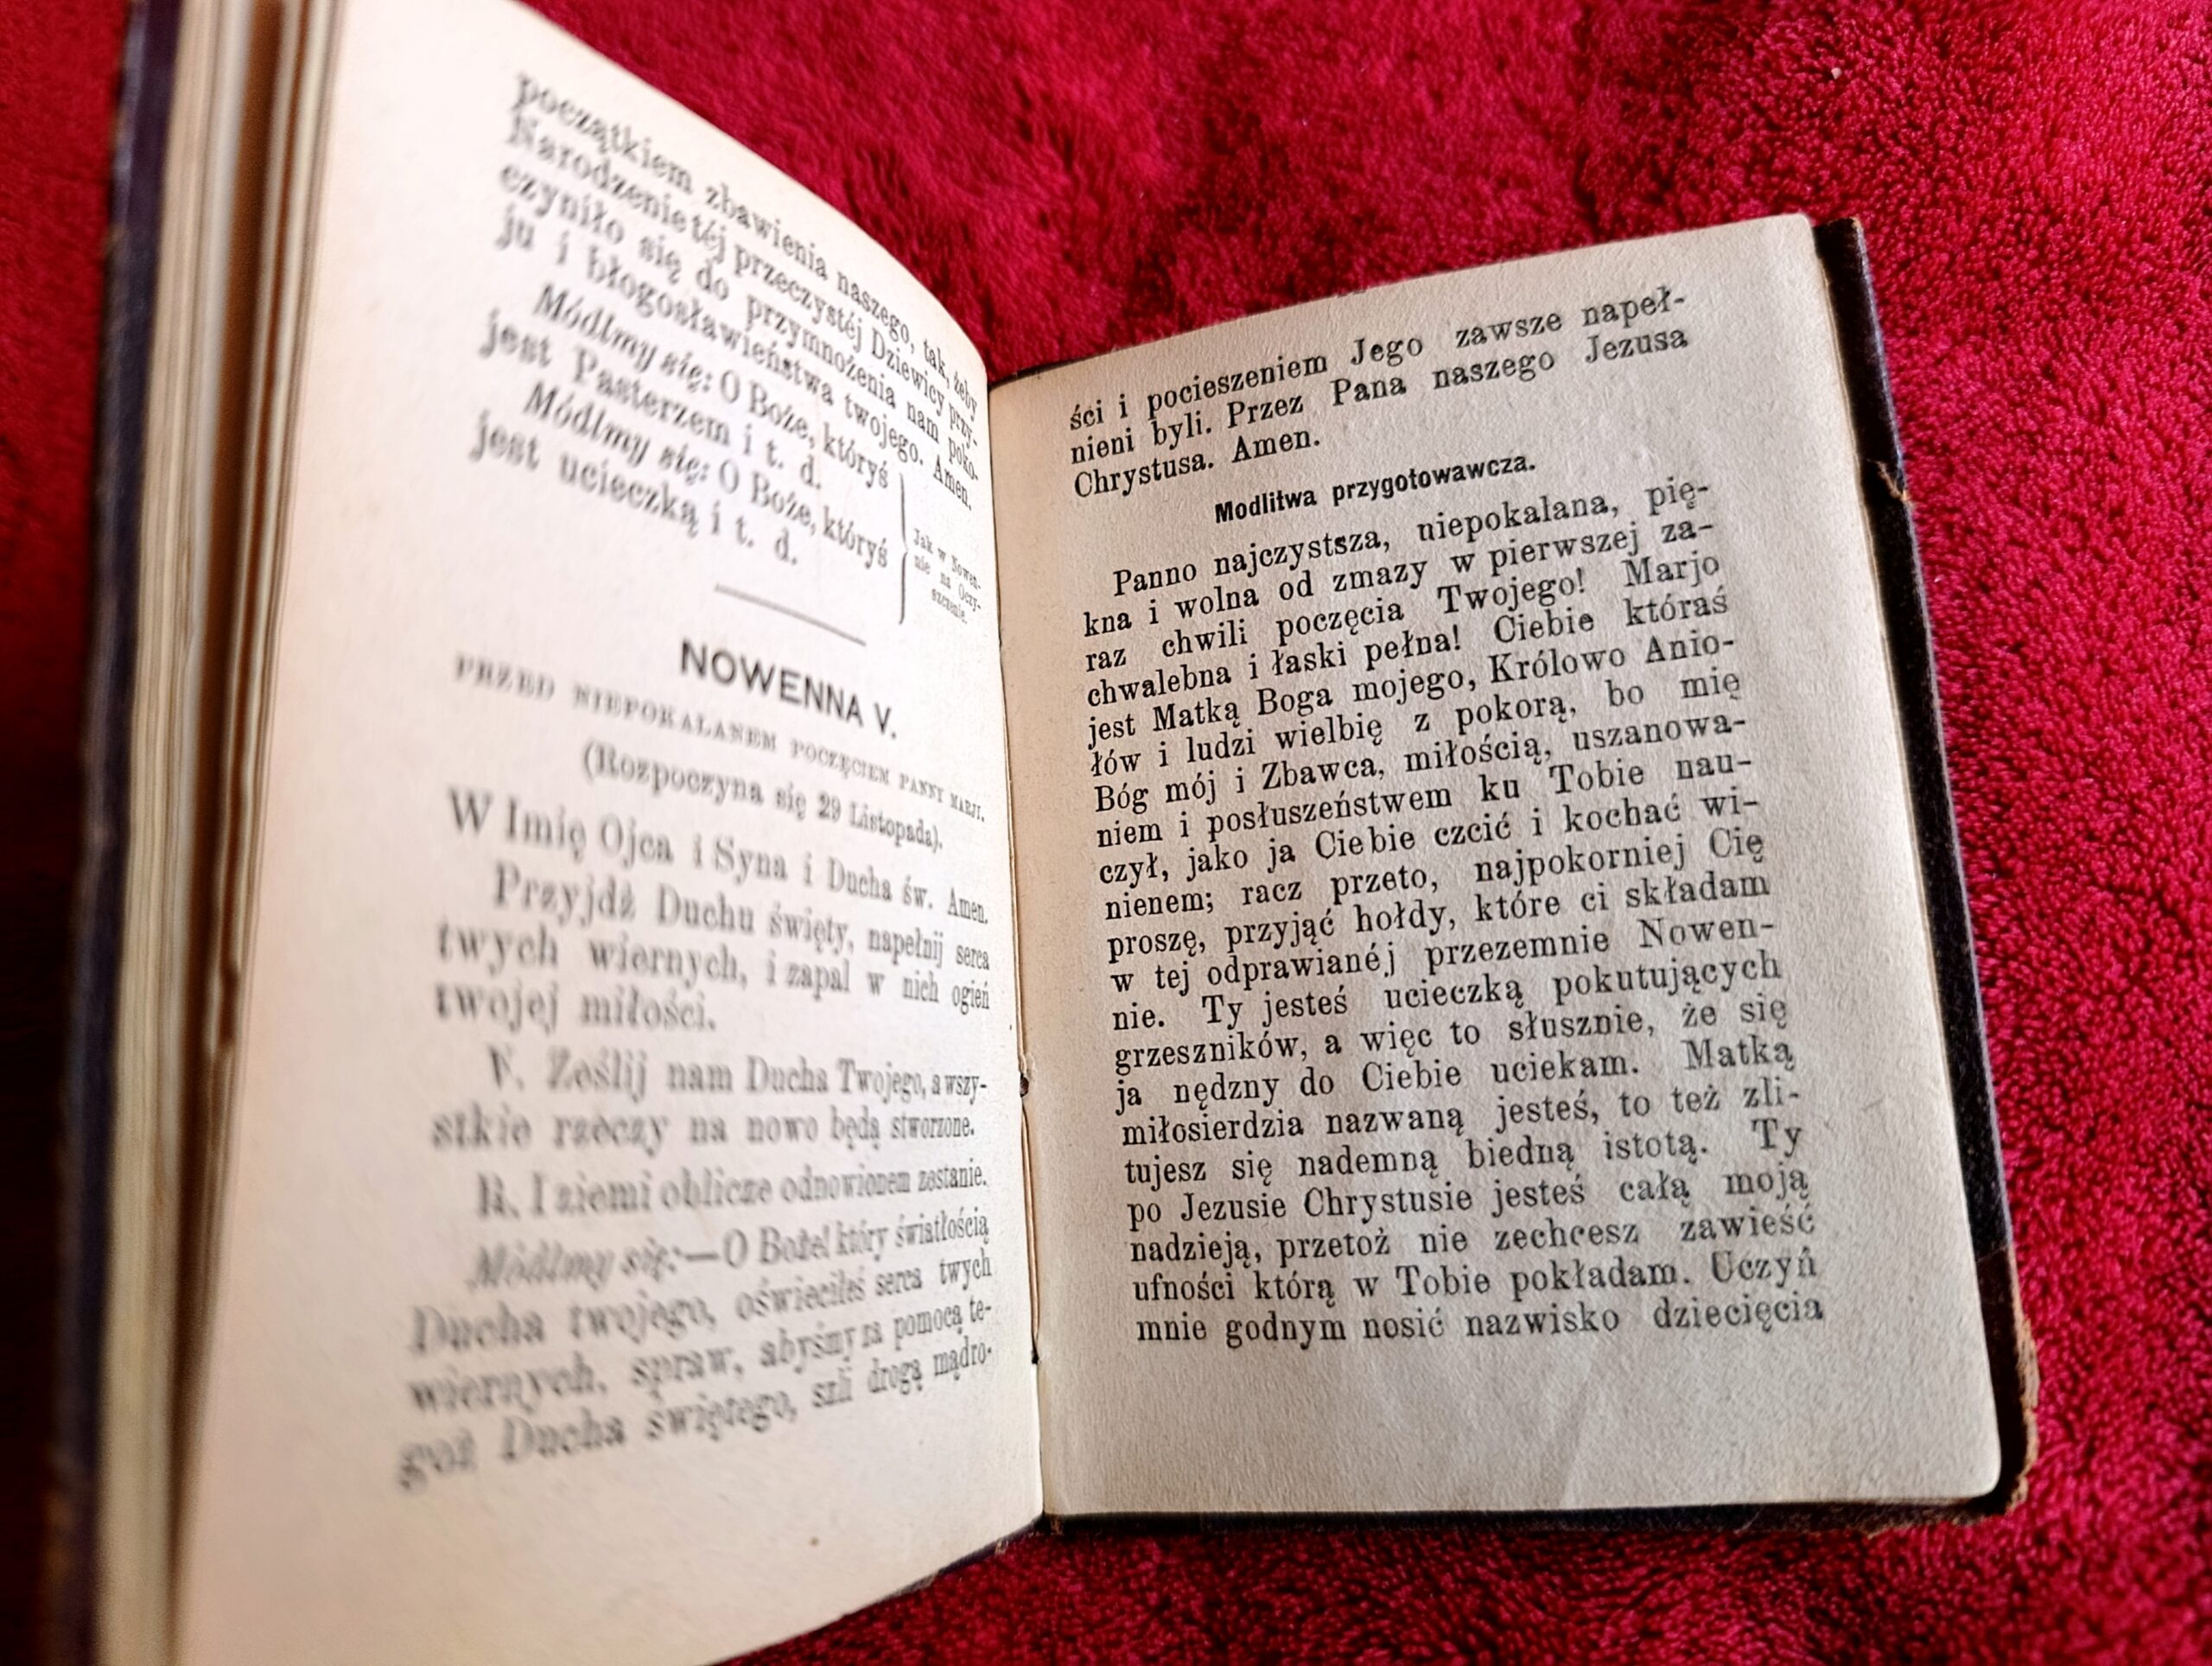 początkiem zbawienia naszego, tak, żeby
Narodzenie téj przeczystéj Dziewicy przy-
czyniło się do przymnożenia nam poko-
ju i błogosławieństwa twojego. Amen.
Módlmy się: O Boże, któryś
jest Pasterzem i t. d.
Módlmy się: O Boże, któryś
jest ucieczką i t. d.
Jak w Nowen-
nie na Oczy-
szczenie.
NOWENNA V.
PRZED NIEPOKALANEM POCZĘCIEM PANNY MARJI.
(Rozpoczyna się 29 Listopada).
W Imię Ojca i Syna i Ducha św. Amen.
Przyjdź Duchu święty, napełnij serca
twych wiernych, i zapal w nich ogień
twojej miłości.
V. Ześlij nam Ducha Twojego, a wszy-
stkie rzeczy na nowo będą stworzone.
R. I ziemi oblicze odnowionem zostanie.
Módlmy się:—O Boże! który światłością
Ducha twojego, oświeciłeś serca twych
wiernych, spraw, abyśmy za pomocą te-
goż Ducha świętego, szli drogą mądro-
ści i pocieszeniem Jego zawsze napeł-
nieni byli. Przez Pana naszego Jezusa
Chrystusa. Amen.
Modlitwa przygotowawcza.
Panno najczystsza, niepokalana, pię-
kna i wolna od zmazy w pierwszej za-
raz chwili poczęcia Twojego! Marjo
chwalebna i łaski pełna! Ciebie któraś
jest Matką Boga mojego, Królowo Anio-
łów i ludzi wielbię z pokorą, bo mię
Bóg mój i Zbawca, miłością, uszanowa-
niem i posłuszeństwem ku Tobie nau-
czył, jako ja Ciebie czcić i kochać wi-
nienem; racz przeto, najpokorniej Cię
proszę, przyjąć hołdy, które ci składam
w tej odprawianéj przezemnie Nowen-
nie. Ty jesteś ucieczką pokutujących
grzeszników, a więc to słusznie, że się
ja nędzny do Ciebie uciekam. Matką
miłosierdzia nazwaną jesteś, to też zli-
tujesz się nademną biedną istotą. Ty
po Jezusie Chrystusie jesteś całą moją
nadzieją, przetoż nie zechcesz zawieść
ufności którą w Tobie pokładam. Uczyń
mnie godnym nosić nazwisko dziecięcia